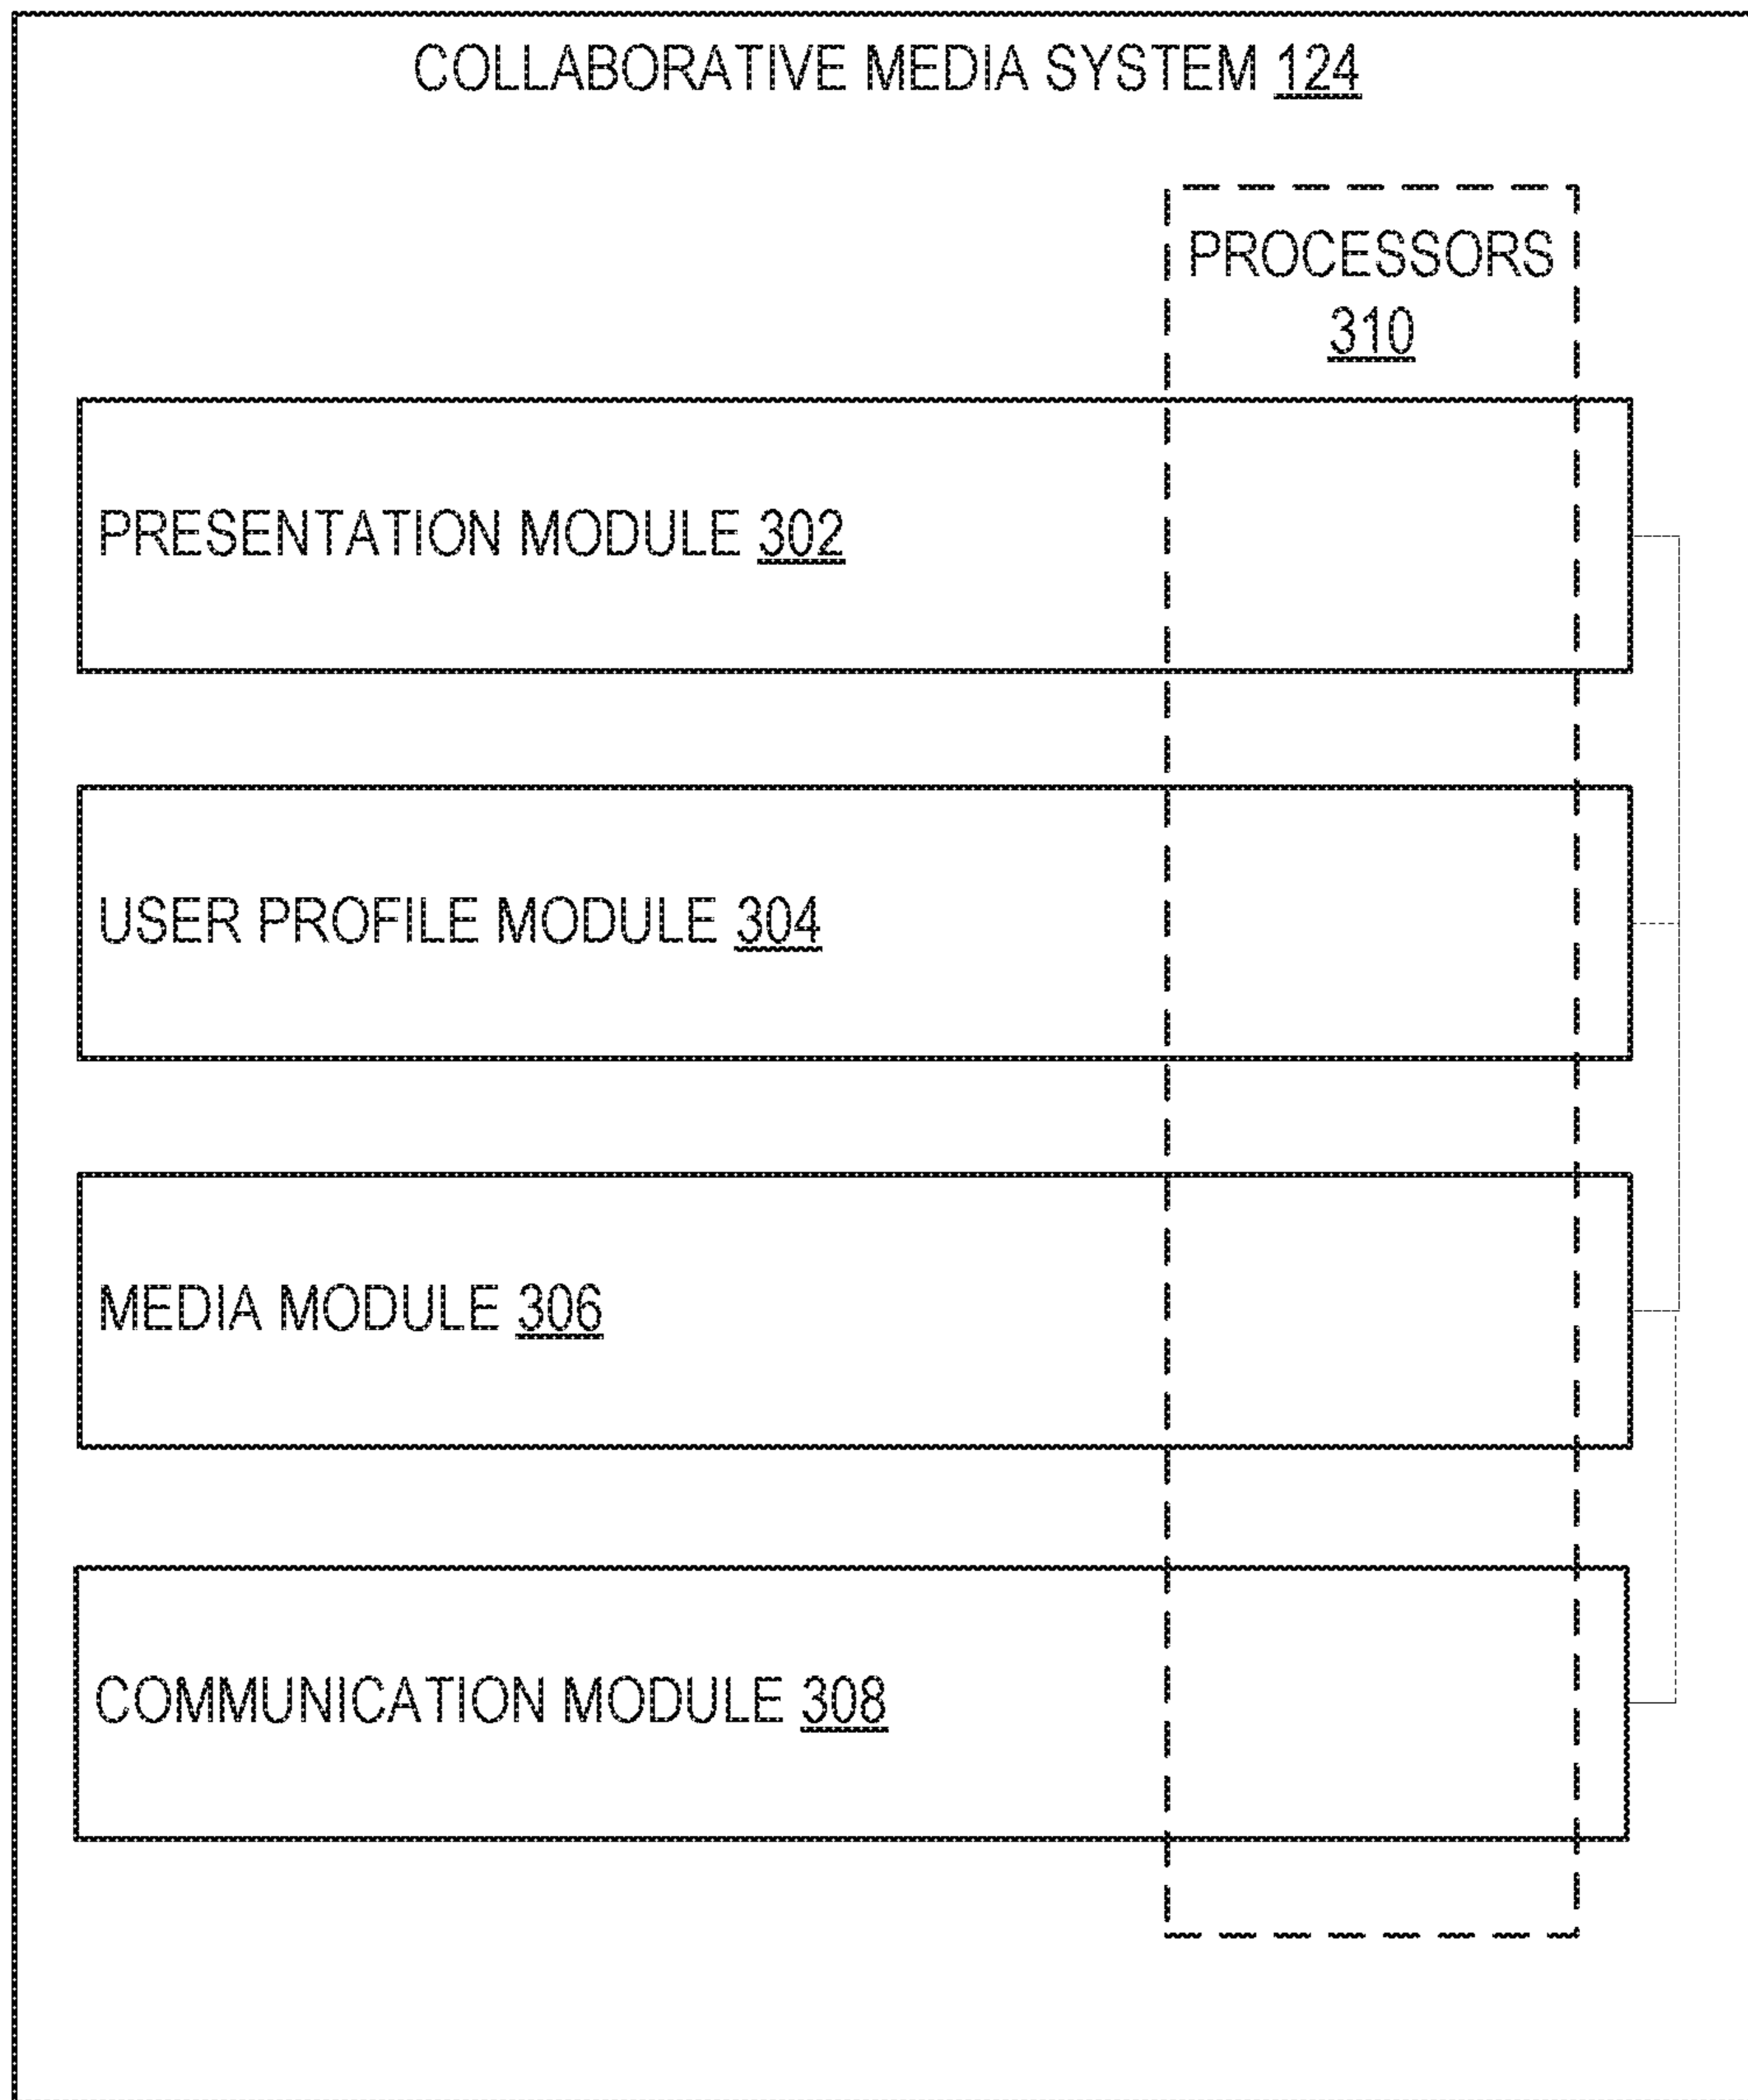 COLLABORATIVE MEDIA SYSTEM 124
PROCESSORS
310
PRESENTATION MODULE 302
USER PROFILE MODULE 304
MEDIA MODULE 306
COMMUNICATION MODULE 308